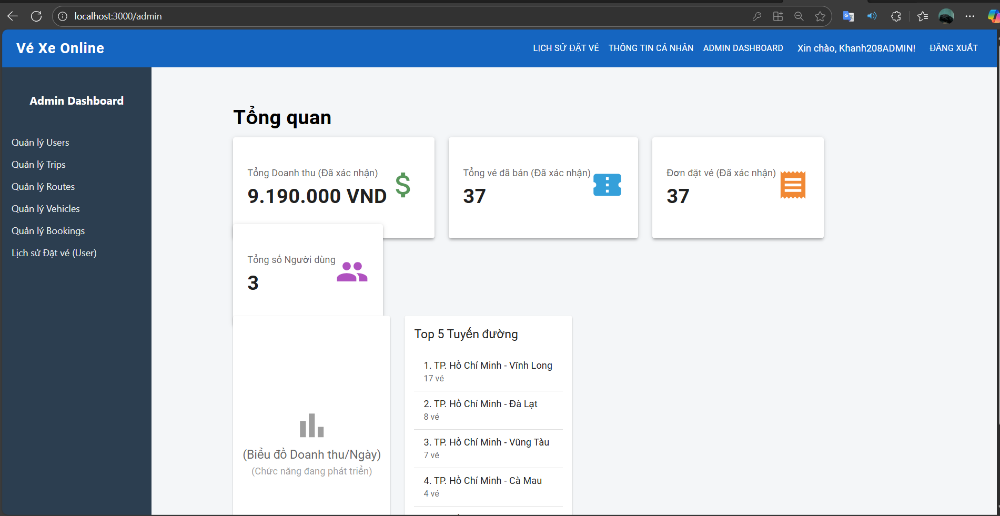 localhost:3000/admin
Vé Xe Online
LỊCH SỬ ĐẶT VÉ THÔNG TIN CÁ NHÂN ADMIN DASHBOARD Xin chào, Khanh208ADMIN! ĐĂNG XUẤT
Admin Dashboard
Quản lý Users
Quản lý Trips
Quản lý Routes
Quản lý Vehicles
Quản lý Bookings
Lịch sử Đặt vé (User)
Tổng quan
Tổng Doanh thu (Đã xác nhận)
9.190.000 VND
Tổng vé đã bán (Đã xác nhận)
37
Đơn đặt vé (Đã xác nhận)
37
Tổng số Người dùng
3
(Biểu đồ Doanh thu/Ngày)
(Chức năng đang phát triển)
Top 5 Tuyến đường
1. TP. Hồ Chí Minh - Vĩnh Long
17 vé
2. TP. Hồ Chí Minh - Đà Lạt
8 vé
3. TP. Hồ Chí Minh - Vũng Tàu
7 vé
4. TP. Hồ Chí Minh - Cà Mau
4 vé